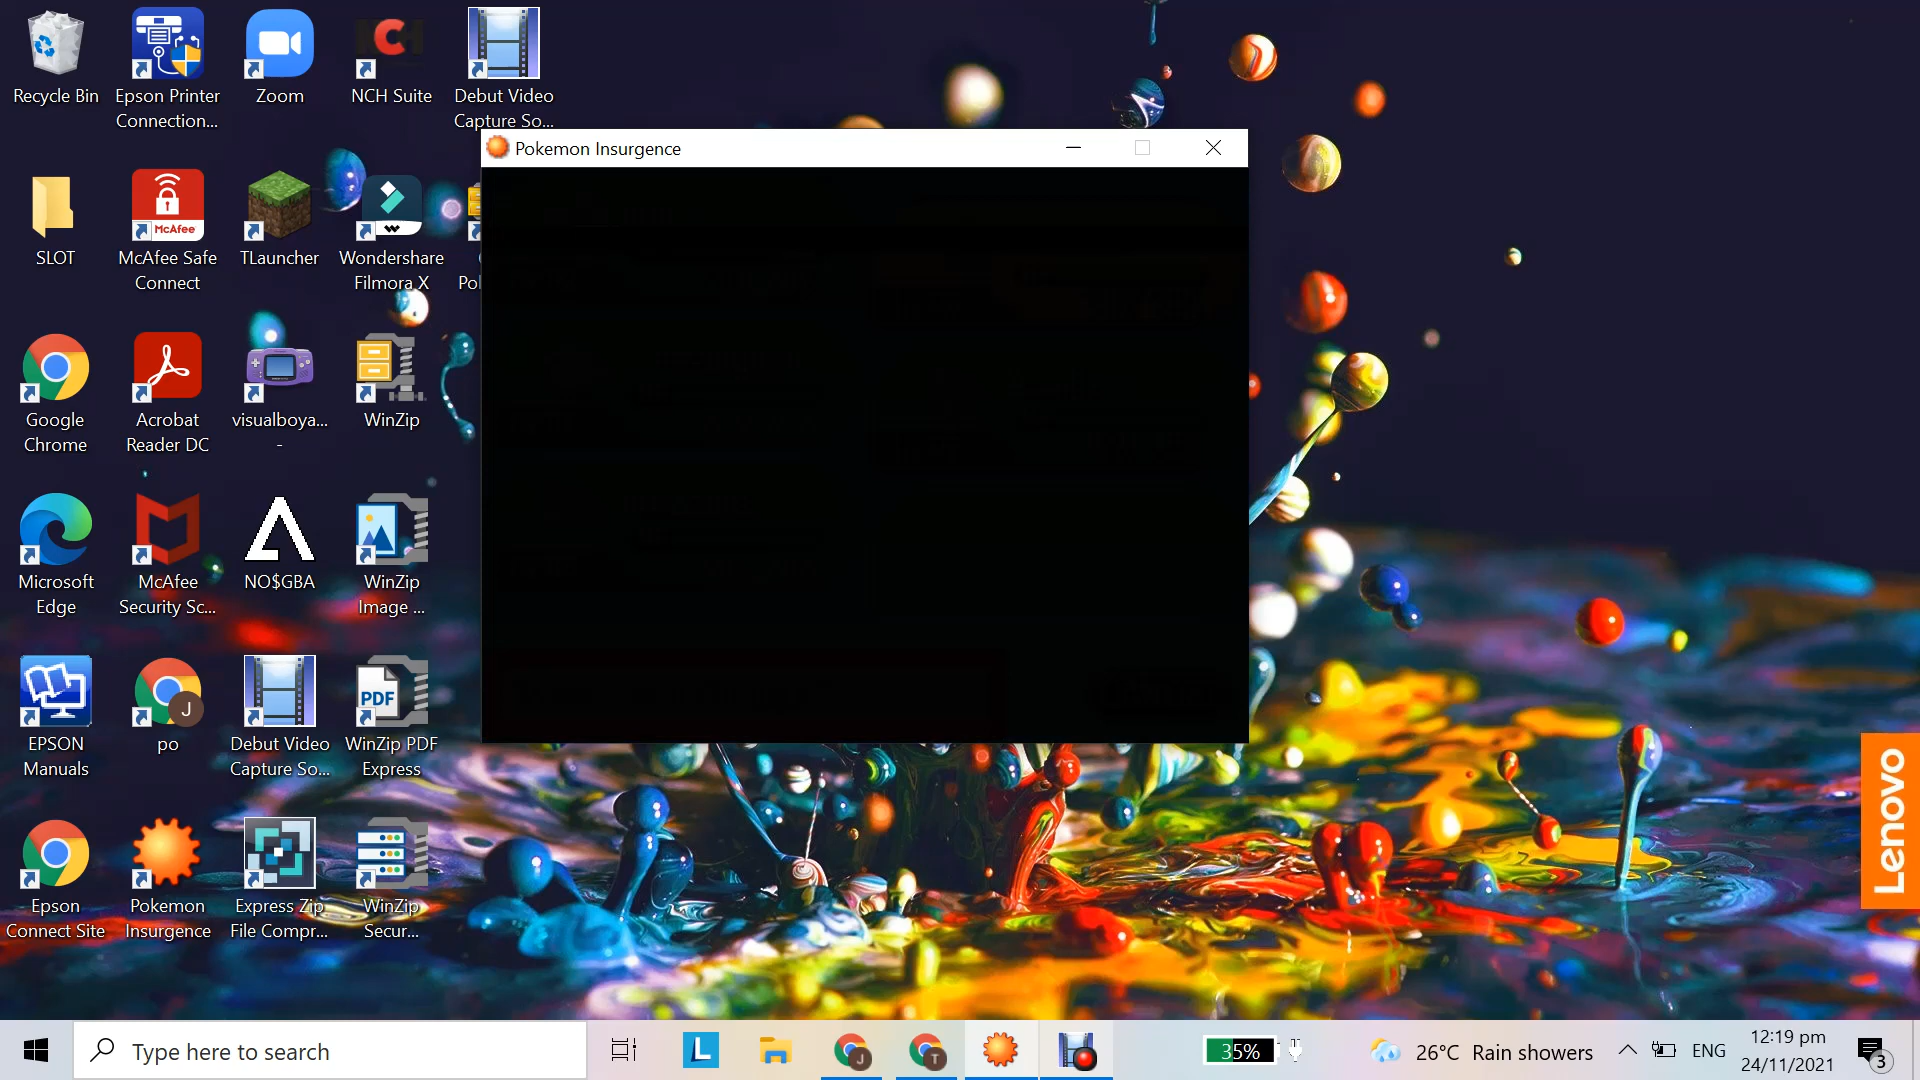 Recycle Bin
Epson Printer
Connection...
Zoom
NCH Suite
Debut Video
Capture So...
Pokemon Insurgence
SLOT
McAfee
McAfee Safe
Connect
TLauncher
Wondershare
Filmora X
Pol
Google
Chrome
Acrobat
Reader DC
visualboya...
-
WinZip
Microsoft
Edge
McAfee
Security Sc...
NO$GBA
WinZip
Image ...
EPSON
Manuals
J
po
Debut Video
Capture So...
PDF
WinZip PDF
Express
Epson
Connect Site
Pokemon
Insurgence
Express Zip
File Compr...
WinZip
Secur...
Lenovo
Type here to search
L
J
T
35%
26°C Rain showers
ENG
12:19 pm
24/11/2021
3